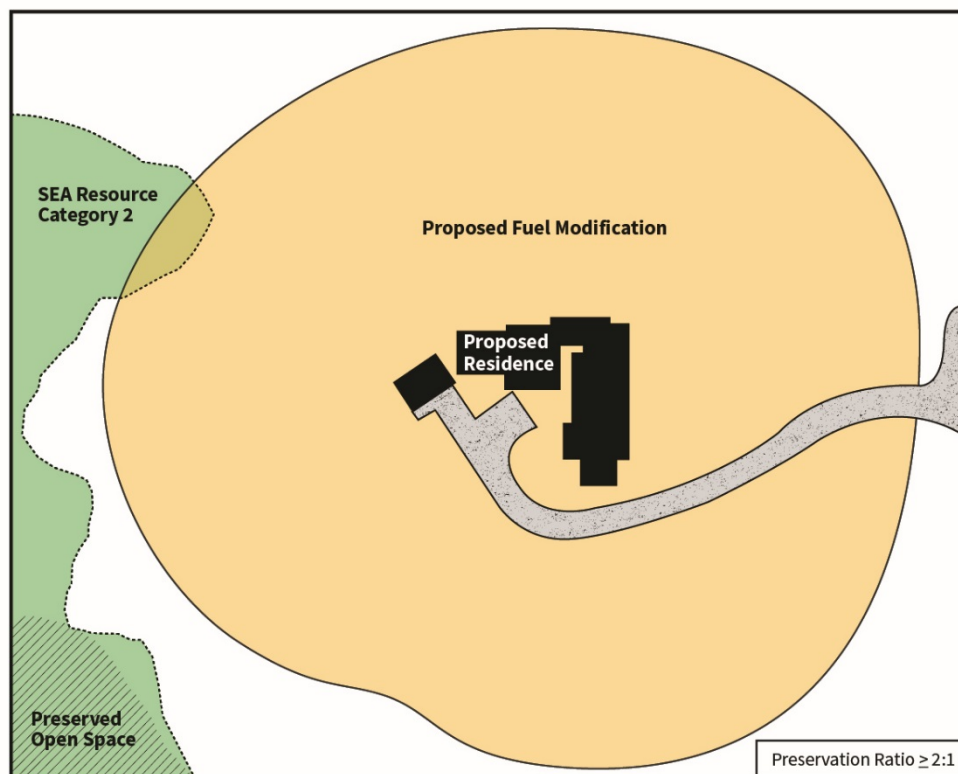 SEA Resource
Category 2
Proposed Fuel Modification
Proposed
Residence
Preserved
Open Space
Preservation Ratio ≥ 2:1